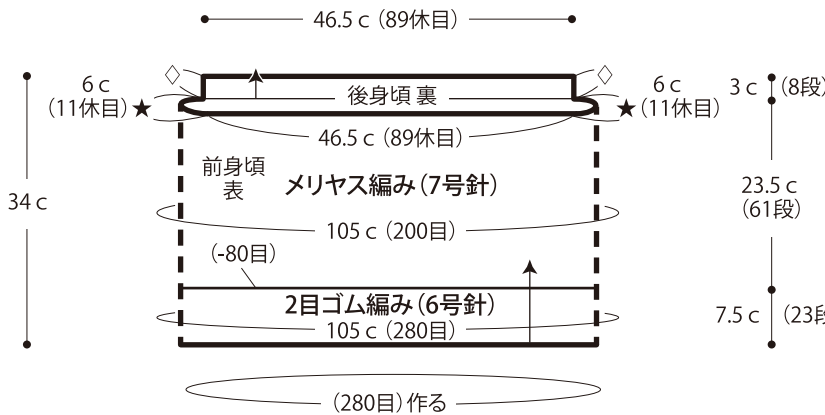 46.5 c (89休目)
◇
◇
6 c
(11休目)★
6 c
★(11休目)
後身頃 裏
3 c (8段)
46.5 c (89休目)
前身頃
表
メリヤス編み(7号針)
34 c
23.5 c
(61段)
105 c (200目)
(-80目)
2目ゴム編み(6号針)
105 c (280目)
7.5 c (23段
(280目)作る